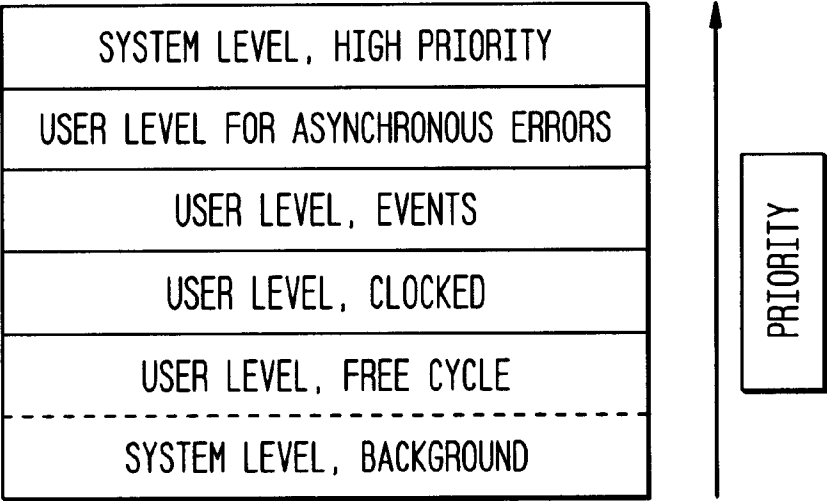 SYSTEM LEVEL, HIGH PRIORITY
USER LEVEL FOR ASYNCHRONOUS ERRORS
USER LEVEL, EVENTS
USER LEVEL, CLOCKED
USER LEVEL, FREE CYCLE
SYSTEM LEVEL, BACKGROUND
PRIORITY